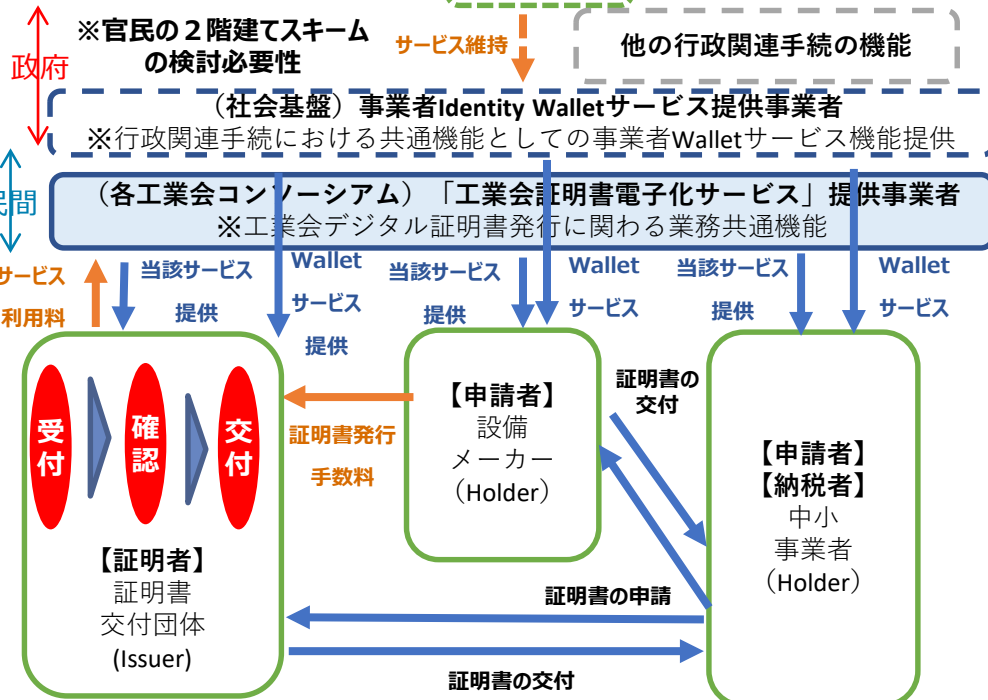 ※官民の２階建てスキーム
の検討必要性
政府
サービス維持
他の行政関連手続の機能
（社会基盤）事業者Identity Walletサービス提供事業者
※行政関連手続における共通機能としての事業者Walletサービス機能提供
民間
（各工業会コンソーシアム）「工業会証明書電子化サービス」提供事業者
※工業会デジタル証明書発行に関わる業務共通機能
サービス
利用料
当該サービス
提供
Wallet
サービス
提供
当該サービス
提供
Wallet
サービス
当該サービス
提供
Wallet
サービス
受付
確認
交付
【証明者】
証明書
交付団体
(Issuer)
証明書発行
手数料
【申請者】
設備
メーカー
（Holder）
証明書の
交付
【申請者】
【納税者】
中小
事業者
（Holder）
証明書の申請
証明書の交付